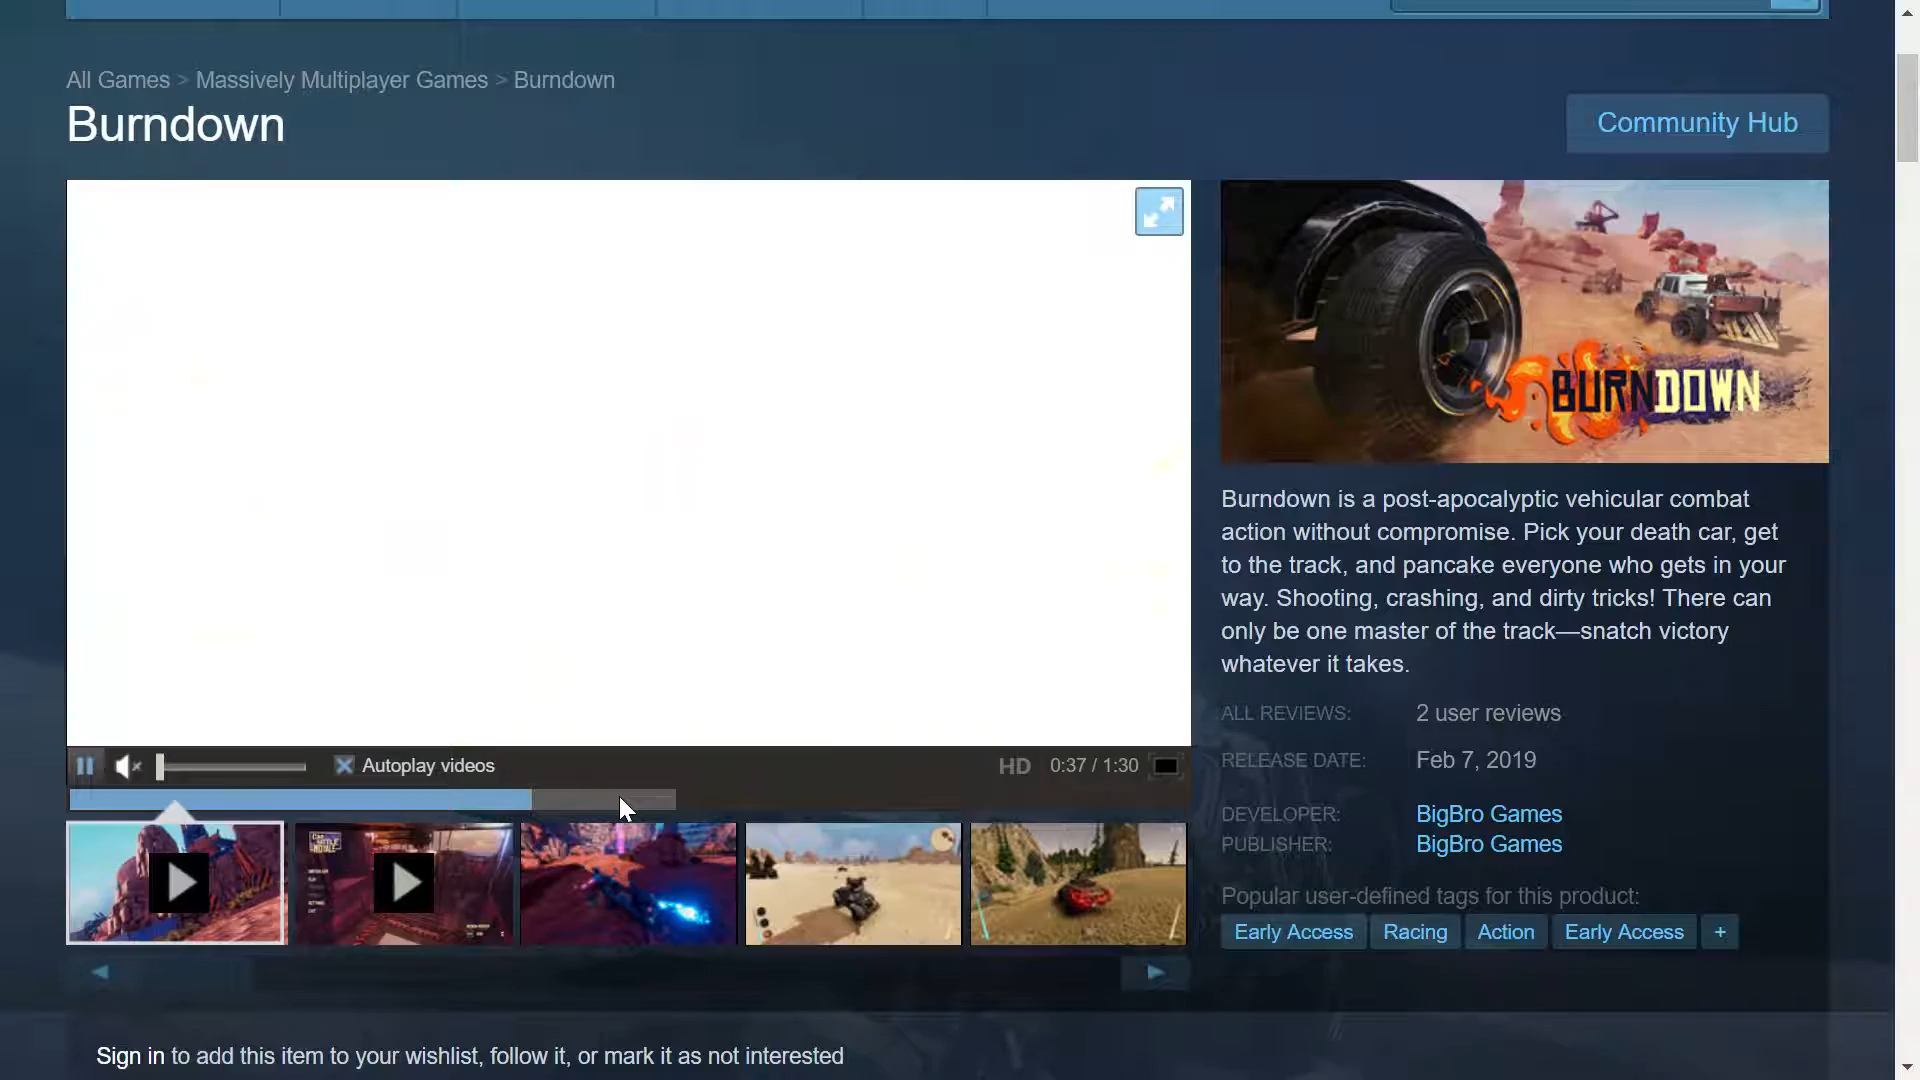 All Games > Massively Multiplayer Games > Burndown
Burndown
Community Hub
BURNDOWN
Burndown is a post-apocalyptic vehicular combat
action without compromise. Pick your death car, get
to the track, and pancake everyone who gets in your
way. Shooting, crashing, and dirty tricks! There can
only be one master of the track—snatch victory
whatever it takes.
ALL REVIEWS: 2 user reviews
RELEASE DATE: Feb 7, 2019
DEVELOPER: BigBro Games
PUBLISHER: BigBro Games
Popular user-defined tags for this product:
Early Access Racing Action Early Access +
Autoplay videos
HD 0:37 / 1:30
Sign in to add this item to your wishlist, follow it, or mark it as not interested